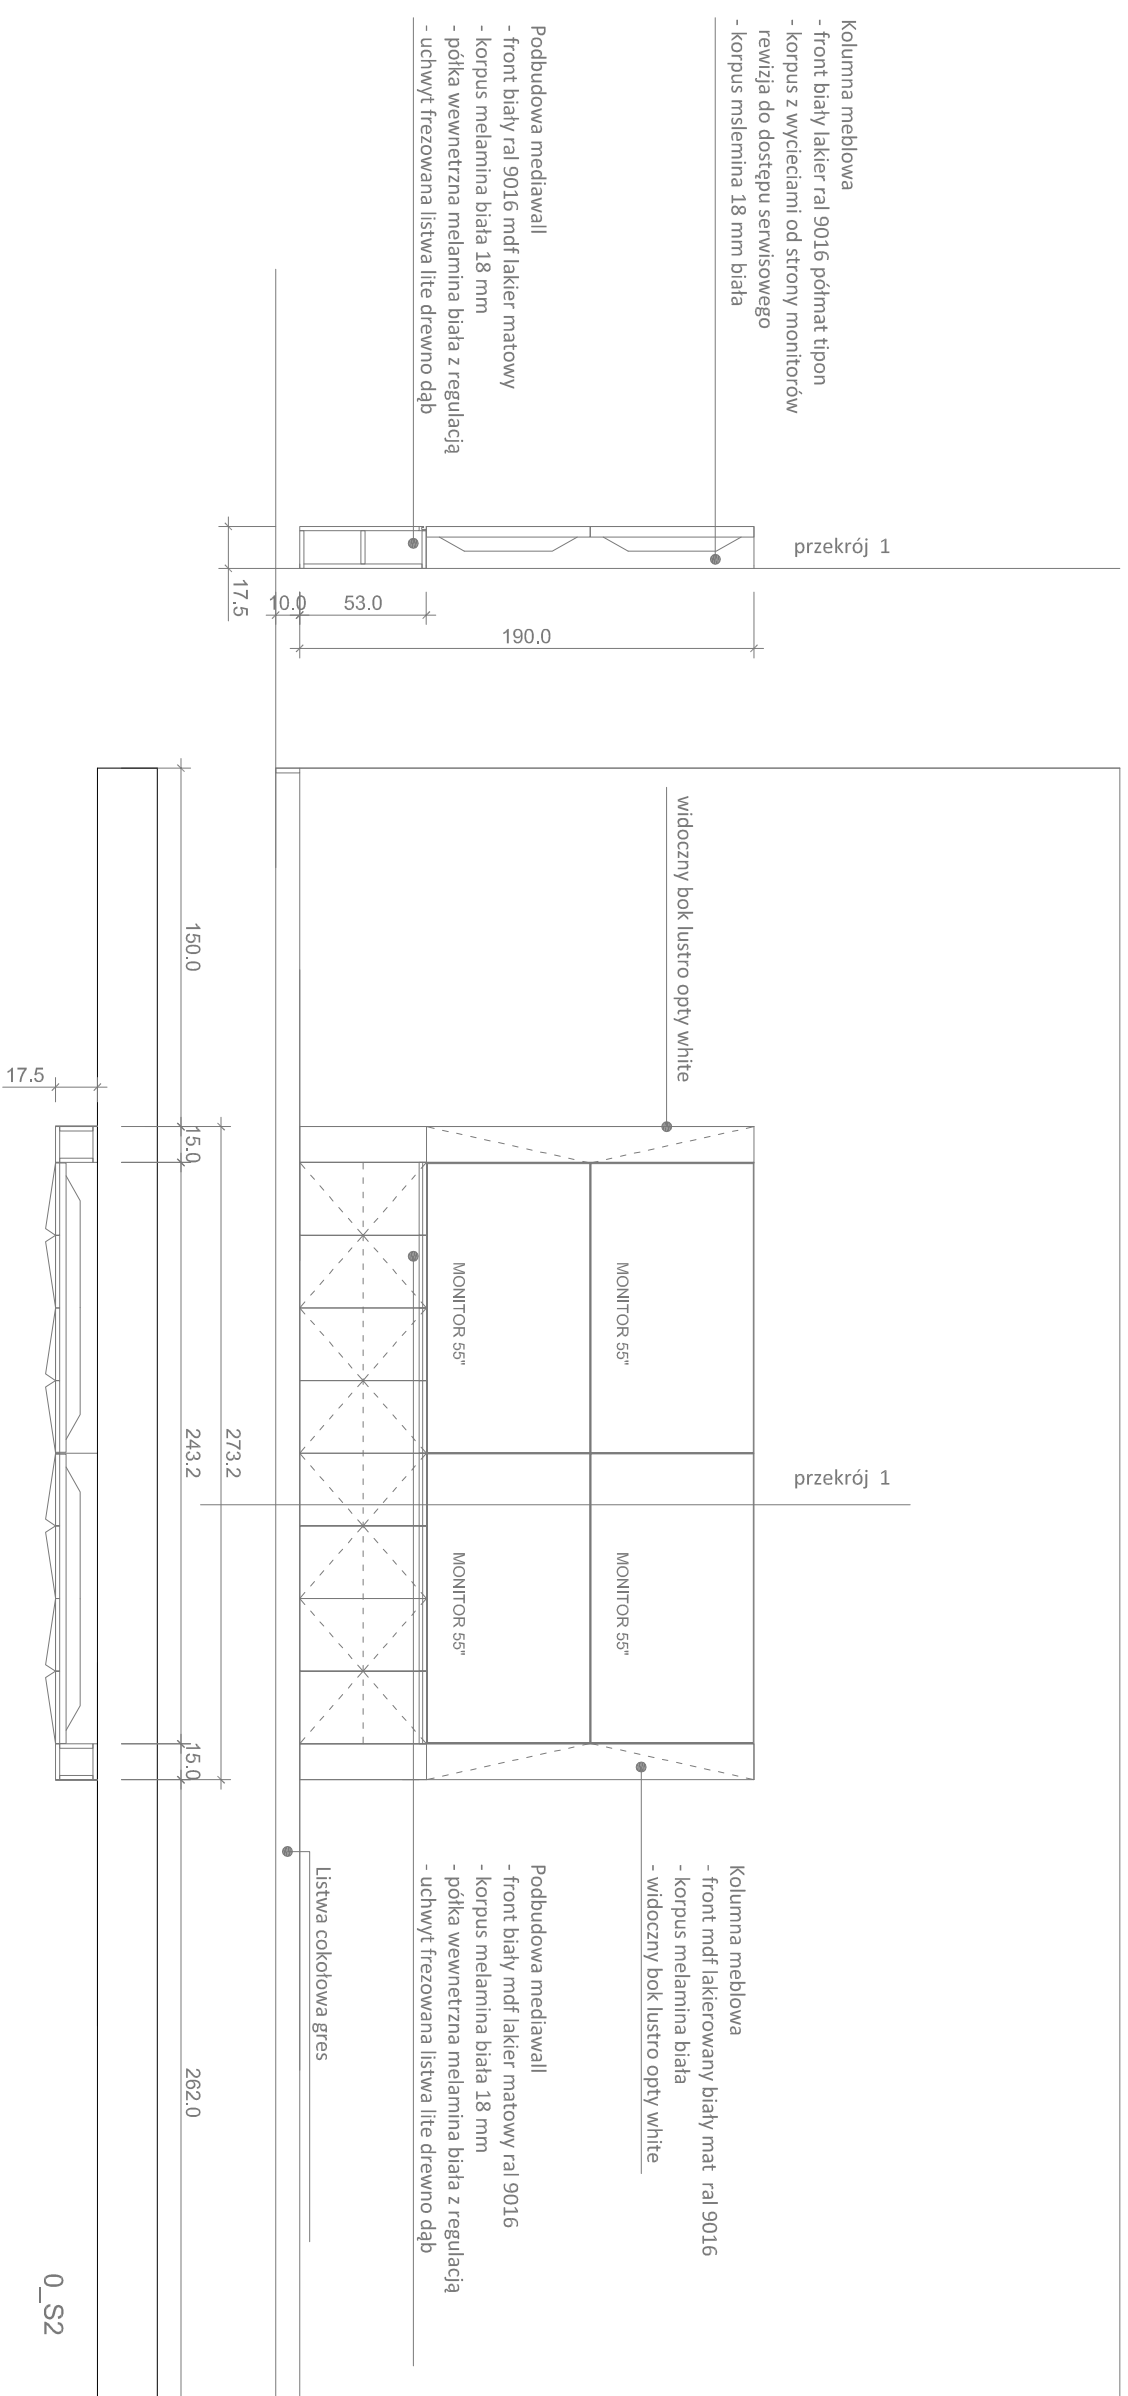 Kolumna meblowa
- front biały lakier ral 9016 półmat tipon
- korpus z wycieciami od strony monitorów
rewizja do dostępu serwisowego
- korpus mslemina 18 mm biała
Podbudowa mediawall
- front biały ral 9016 mdf lakier matowy
- korpus melamina biała 18 mm
- półka wewnetrzna melamina biała z regulacją
- uchwyt frezowana listwa lite drewno dąb
przekrój 1
17.5
10.0
53.0
190.0
widoczny bok lustro opty white
MONITOR 55"
MONITOR 55"
MONITOR 55"
MONITOR 55"
przekrój 1
150.0
15.0
243.2
273.2
15.0
262.0
17.5
Kolumna meblowa
- front mdf lakierowany biały mat ral 9016
- korpus melamina biała
- widoczny bok lustro opty white
Podbudowa mediawall
- front biały mdf lakier matowy ral 9016
- korpus melamina biała 18 mm
- półka wewnetrzna melamina biała z regulacją
- uchwyt frezowana listwa lite drewno dąb
Listwa cokołowa gres
0_S2